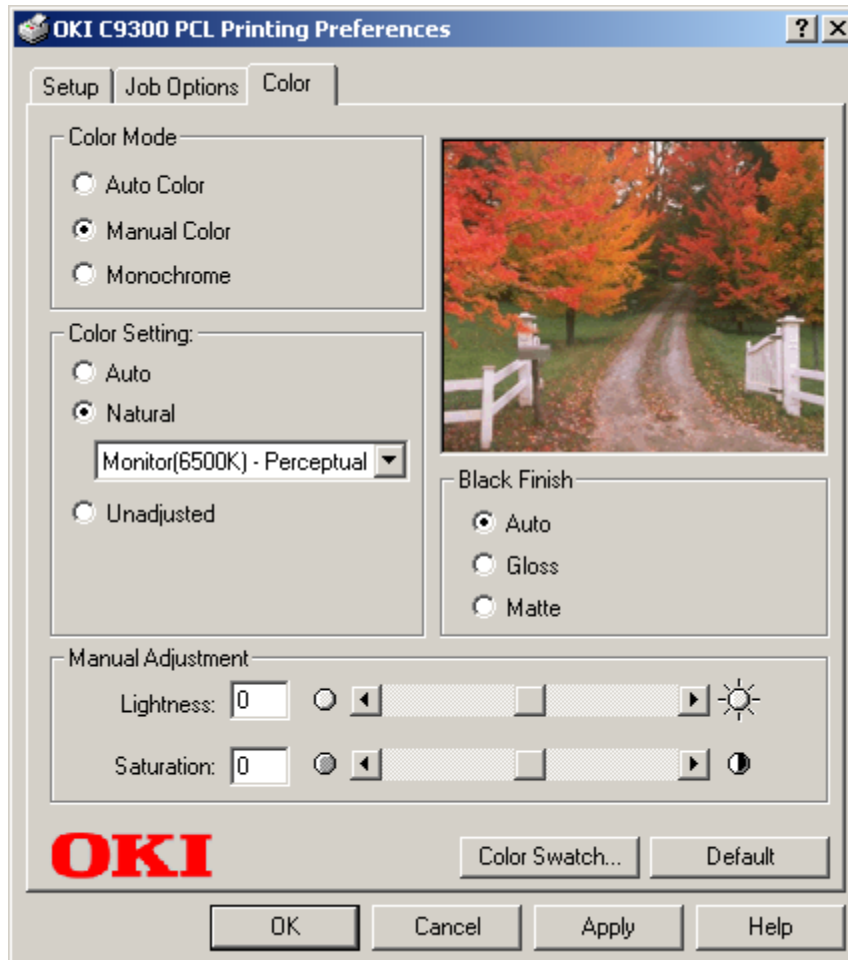 OKI C9300 PCL Printing Preferences
Setup Job Options Color
Color Mode
Auto Color
Manual Color
Monochrome
Color Setting:
Auto
Natural
Monitor(6500K) - Perceptual
Unadjusted
Black Finish
Auto
Gloss
Matte
Manual Adjustment
Lightness: 0
Saturation: 0
OKI
Color Swatch... Default
OK Cancel Apply Help